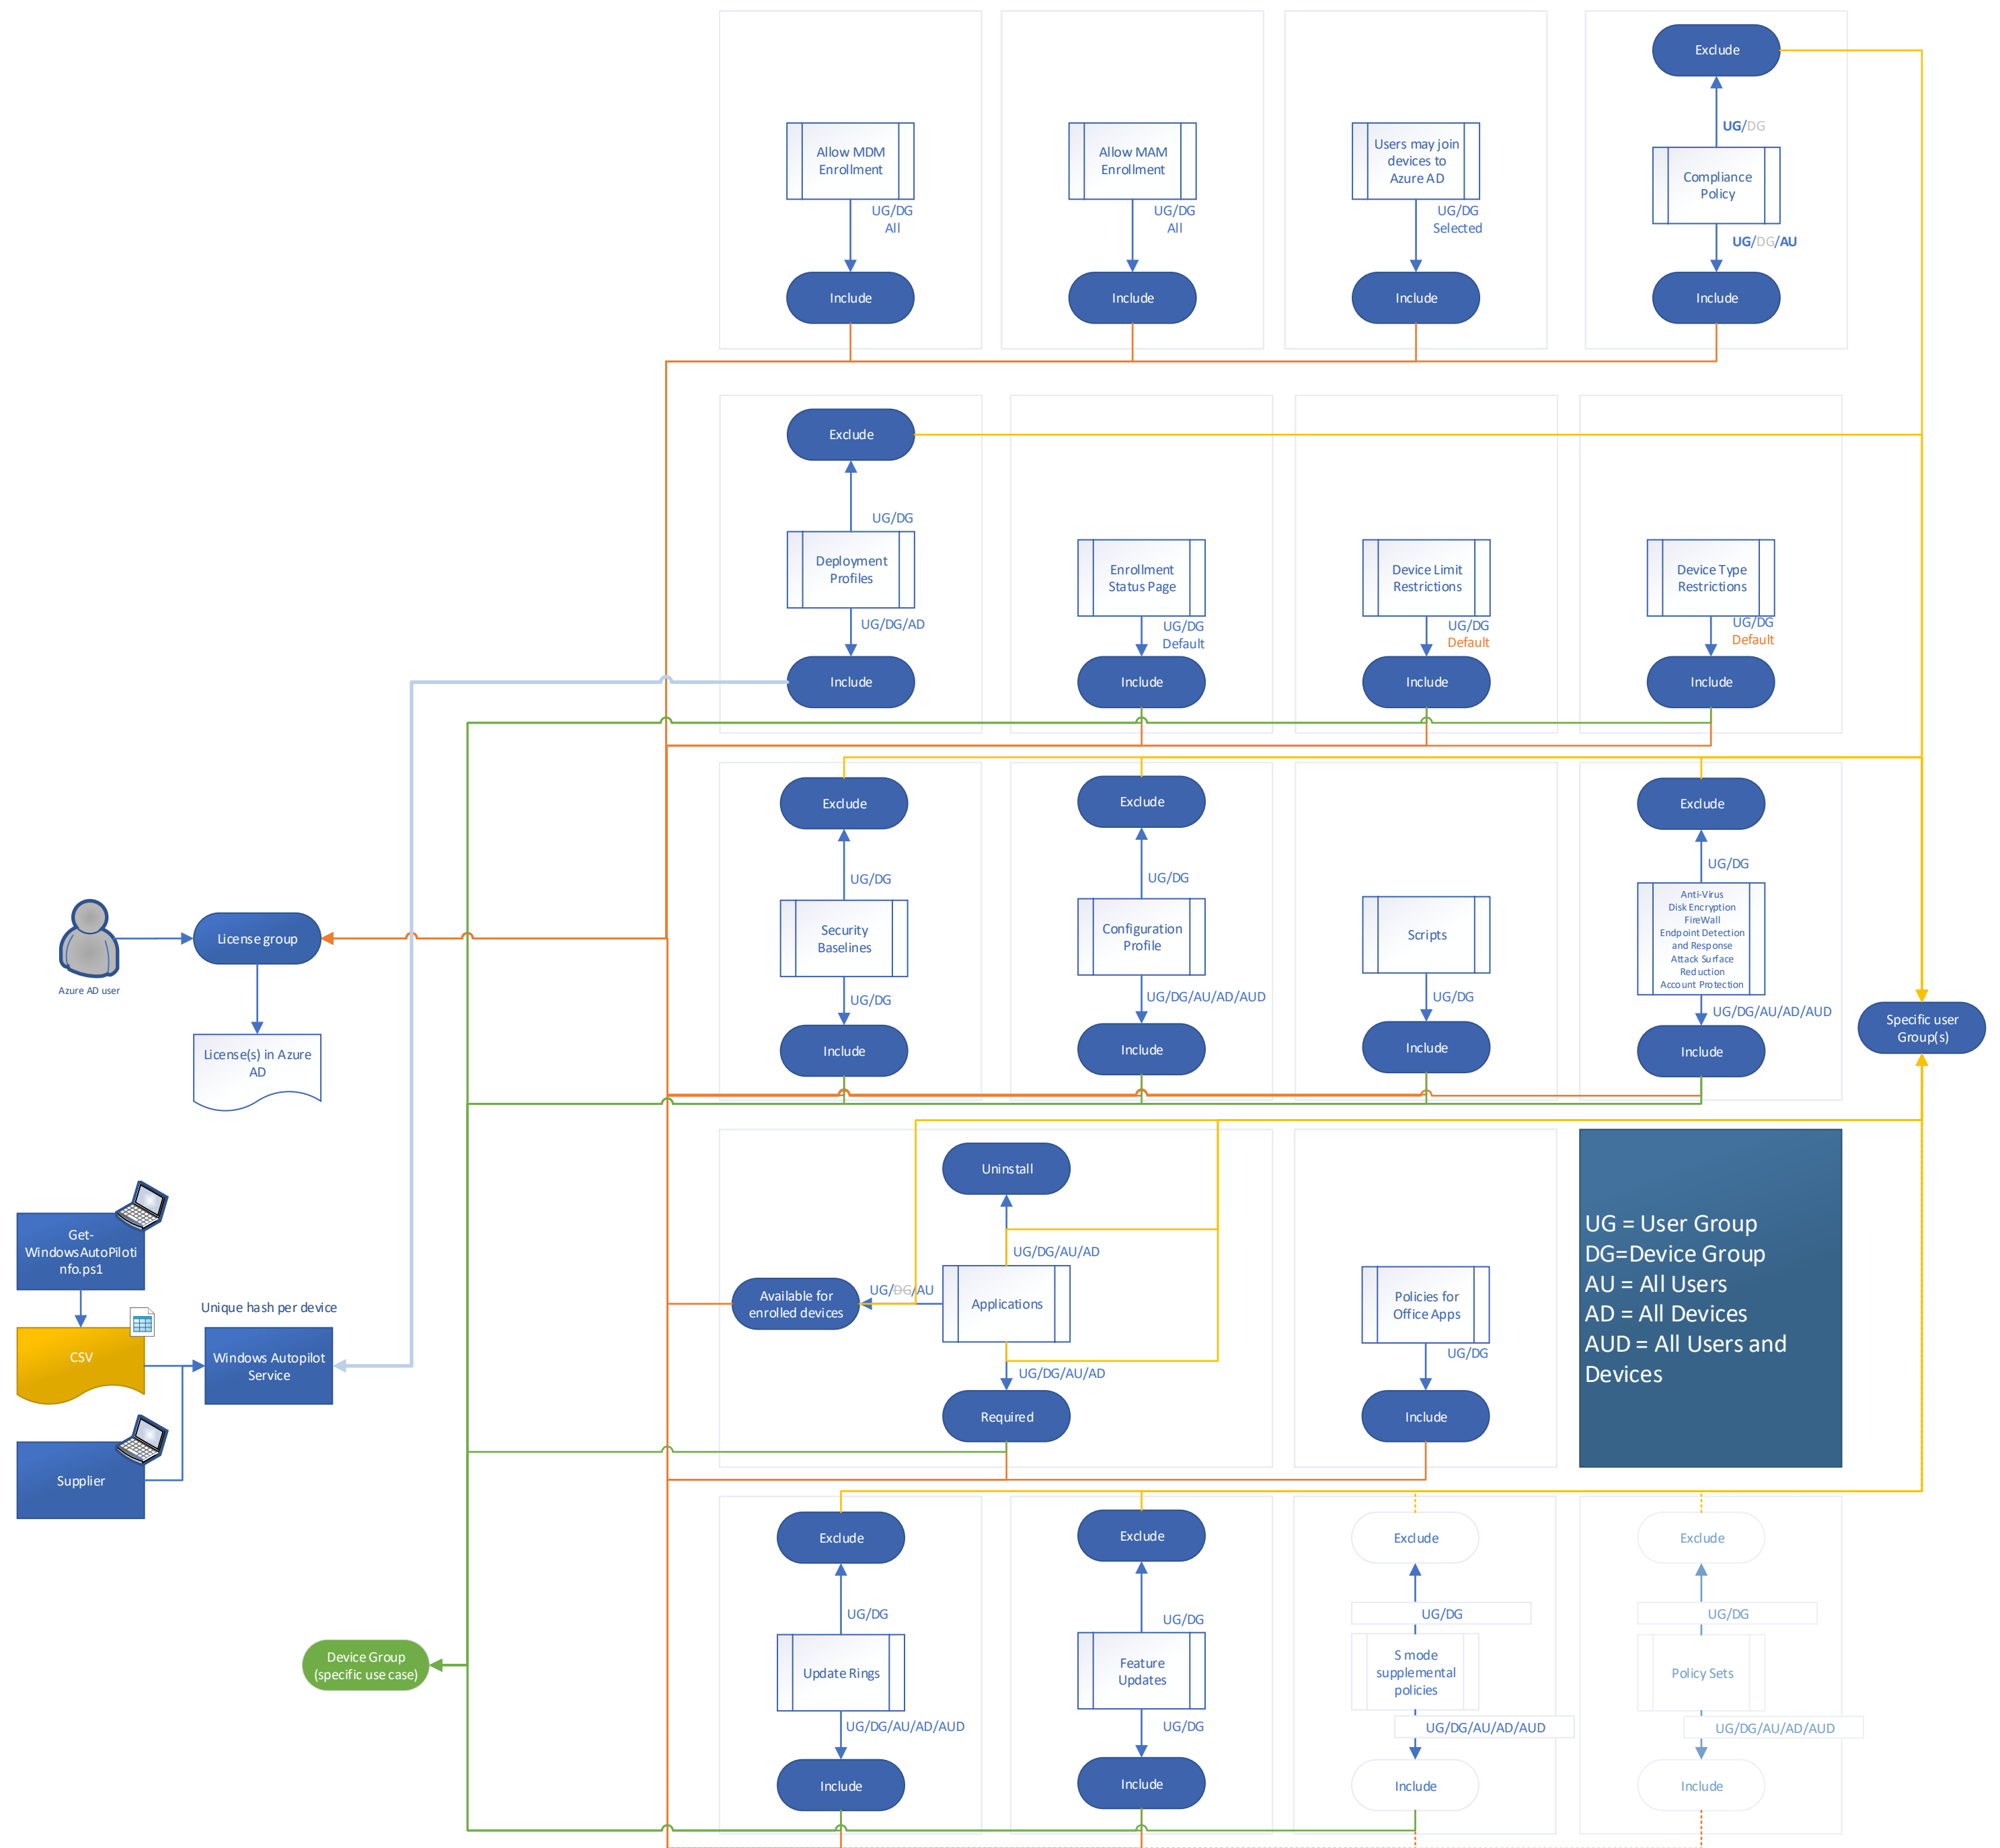 Exclude
UG/DG
Allow MDM
Enrollment
Allow MAM
Enrollment
Users may join
devices to
Azure AD
Compliance
Policy
UG/DG
All
UG/DG
All
UG/DG
Selected
UG/DG/AU
Include
Include
Include
Include
Exclude
UG/DG
Deployment
Profiles
Enrollment
Status Page
Device Limit
Restrictions
Device Type
Restrictions
UG/DG/AD
UG/DG
Default
UG/DG
Default
UG/DG
Default
Include
Include
Include
Include
Exclude
Exclude
Exclude
UG/DG
UG/DG
UG/DG
Security
Baselines
Configuration
Profile
Scripts
Anti-Virus
Disk Encryption
FireWall
Endpoint Detection
and Response
Attack Surface
Reduction
Account Protection
UG/DG
UG/DG/AU/AD/AUD
UG/DG
UG/DG/AU/AD/AUD
Include
Include
Include
Include
Azure AD user
License group
License(s) in Azure
AD
Specific user
Group(s)
Uninstall
UG/DG/AU/AD
Available for
enrolled devices
UG/DG/AU
Applications
UG/DG/AU/AD
Required
Policies for
Office Apps
UG/DG
Include
UG = User Group
DG=Device Group
AU = All Users
AD = All Devices
AUD = All Users and
Devices
Get-
WindowsAutoPiloti
nfo.ps1
CSV
Supplier
Unique hash per device
Windows Autopilot
Service
Device Group
(specific use case)
Exclude
Exclude
Exclude
Exclude
UG/DG
UG/DG
UG/DG
UG/DG
Update Rings
Feature
Updates
S mode
supplemental
policies
Policy Sets
UG/DG/AU/AD/AUD
UG/DG
UG/DG/AU/AD/AUD
UG/DG/AU/AD/AUD
Include
Include
Include
Include